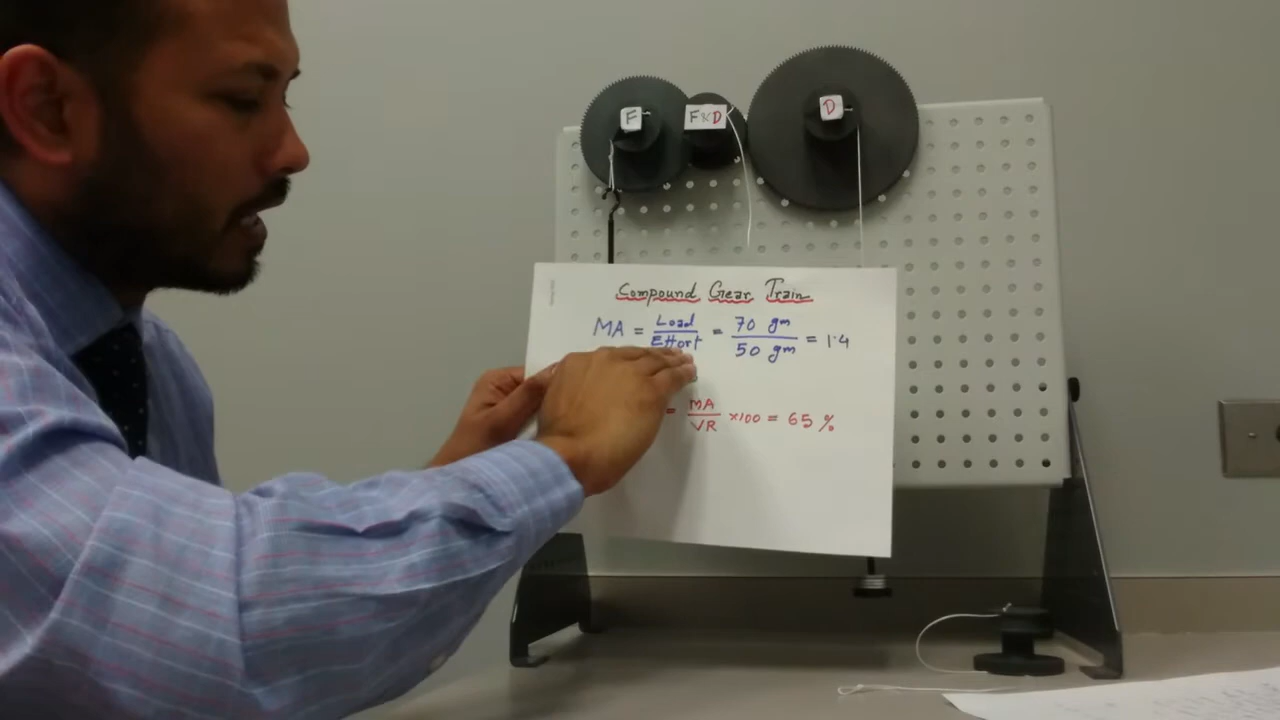 F
F&D
D
Compound Gear Train
MA = Load / Effort = 70 gm / 50 gm = 1.4
= MA / VR ×100 = 65 %